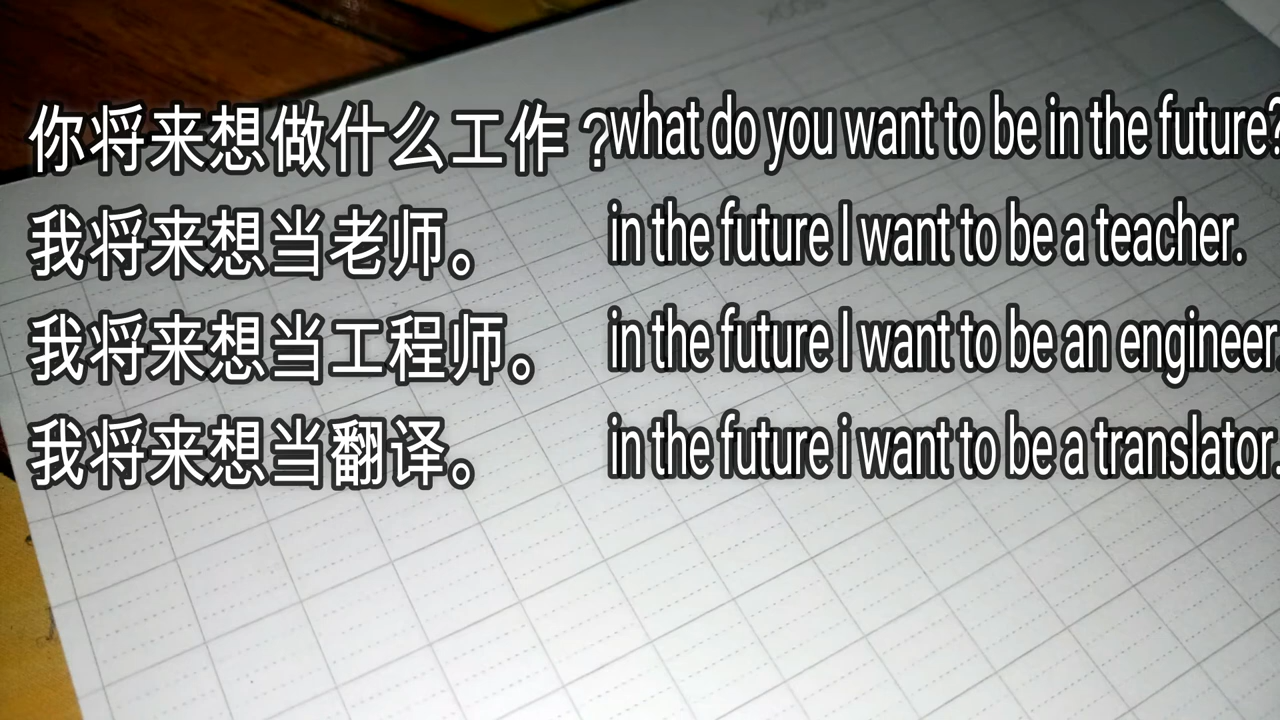 你将来想做什么工作？what do you want to be in the future?
我将来想当老师。 in the future I want to be a teacher.
我将来想当工程师。 in the future I want to be an engineer.
我将来想当翻译。 in the future i want to be a translator.